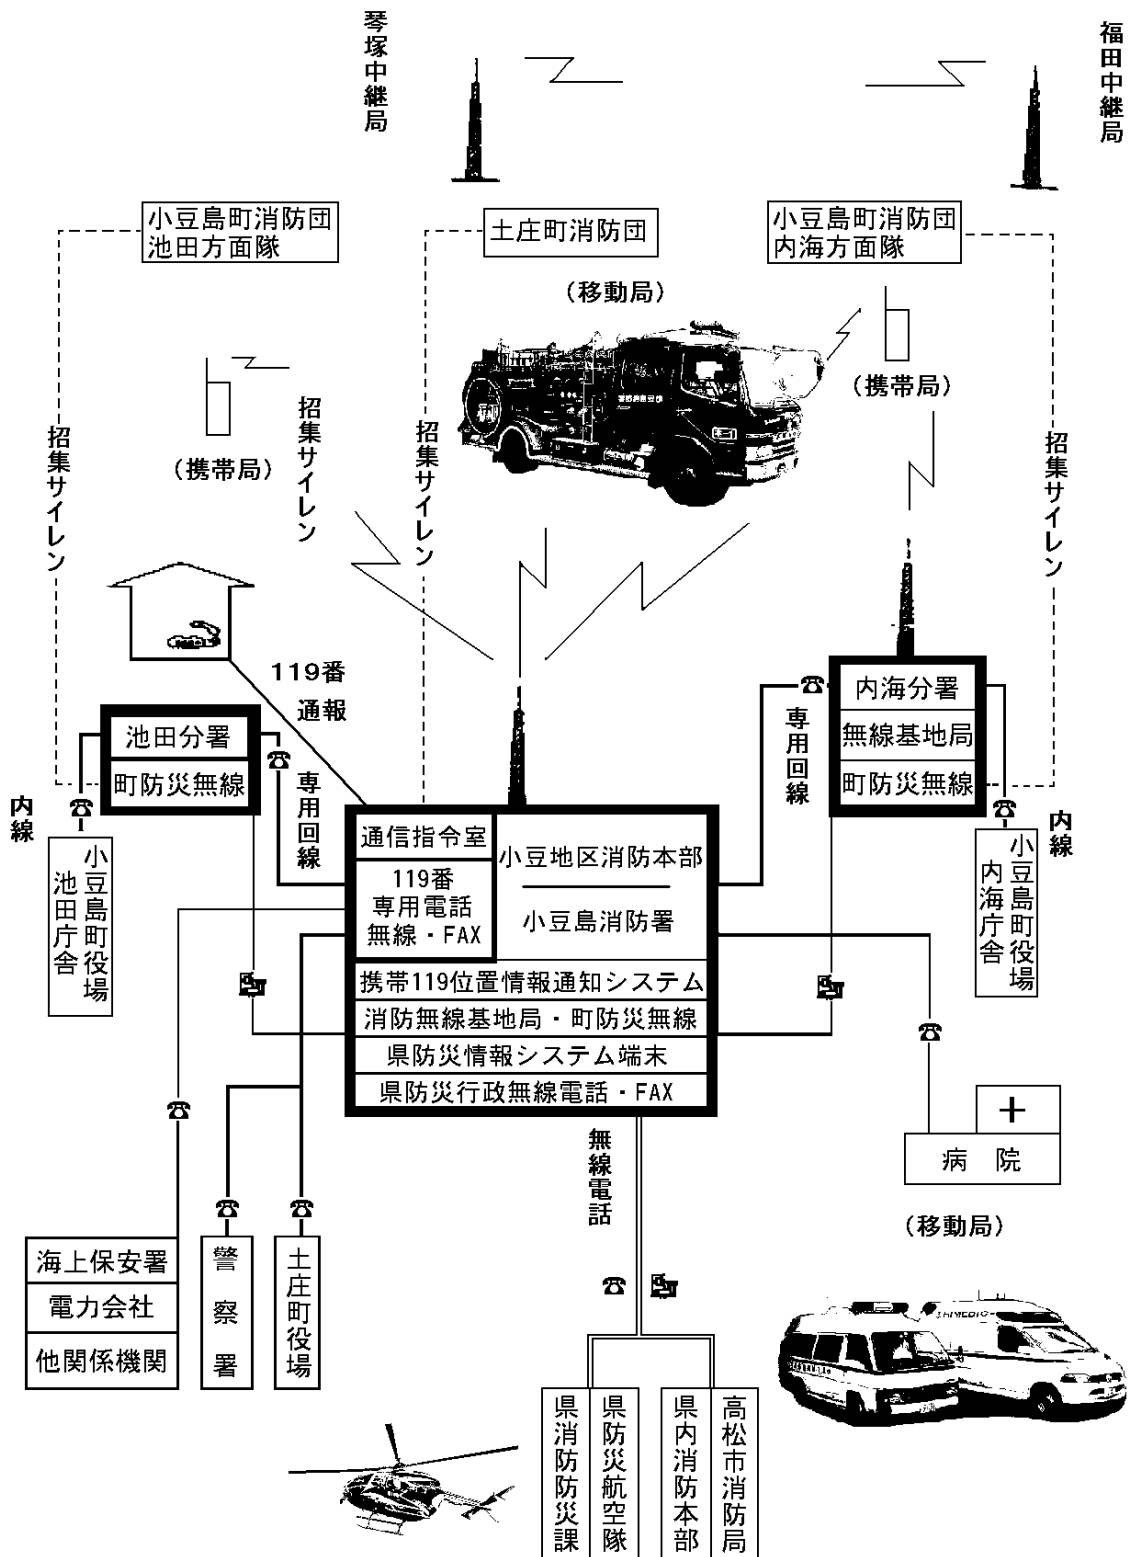 琴塚中継局
福田中継局
小豆島町消防団
池田方面隊
土庄町消防団
小豆島町消防団
内海方面隊
(移動局)
(携帯局)
(携帯局)
招集サイレン
招集サイレン
招集サイレン
招集サイレン
119番
通報
池田分署
町防災無線
内海分署
無線基地局
町防災無線
専用回線
専用回線
内線
内線
小豆島町役場
池田庁舎
小豆島町役場
内海庁舎
通信指令室
119番
専用電話
無線・FAX
小豆地区消防本部
小豆島消防署
携帯119位置情報通知システム
消防無線基地局・町防災無線
県防災情報システム端末
県防災行政無線電話・FAX
無線電話
病 院
(移動局)
海上保安署
電力会社
他関係機関
警察署
土庄町役場
県消防防災課
県防災航空隊
県内消防本部
高松市消防局